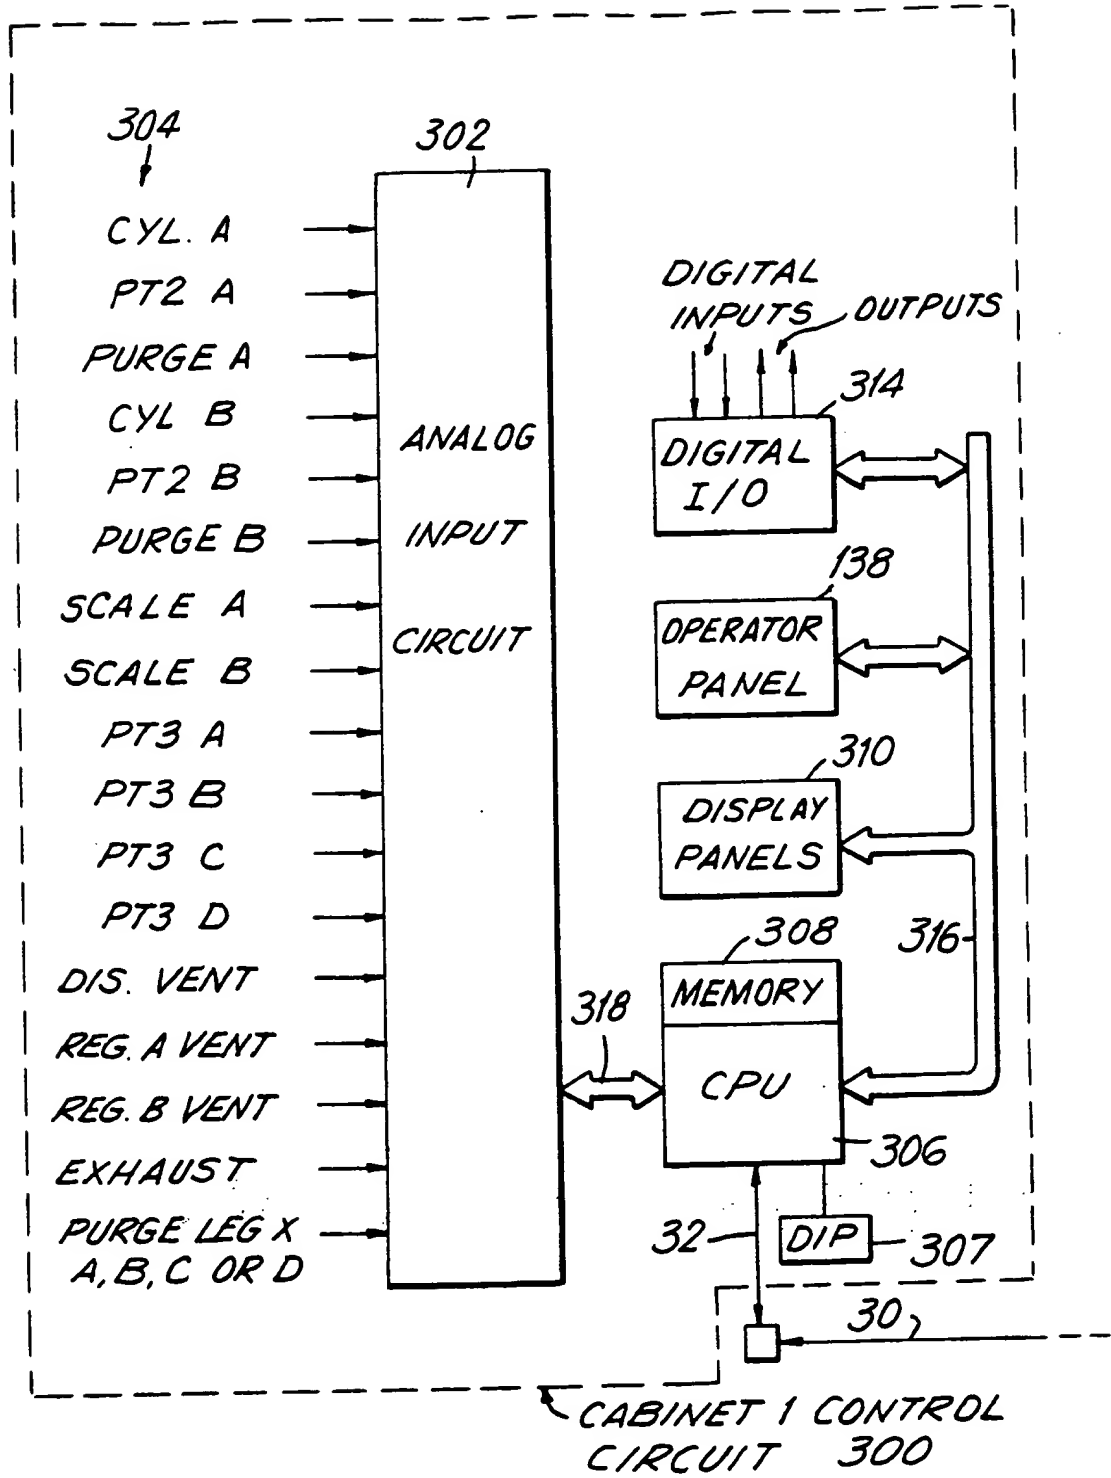 304
302
CYL. A
PT2 A
PURGE A
CYL B
PT2 B
PURGE B
SCALE A
SCALE B
PT3 A
PT3 B
PT3 C
PT3 D
DIS. VENT
REG. A VENT
REG. B VENT
EXHAUST
PURGE LEG X
A, B, C OR D
ANALOG
INPUT
CIRCUIT
DIGITAL
INPUTS
OUTPUTS
314
DIGITAL
I/O
138
OPERATOR
PANEL
310
DISPLAY
PANELS
316
308
MEMORY
318
CPU
306
32
DIP
307
30
CABINET 1 CONTROL
CIRCUIT 300